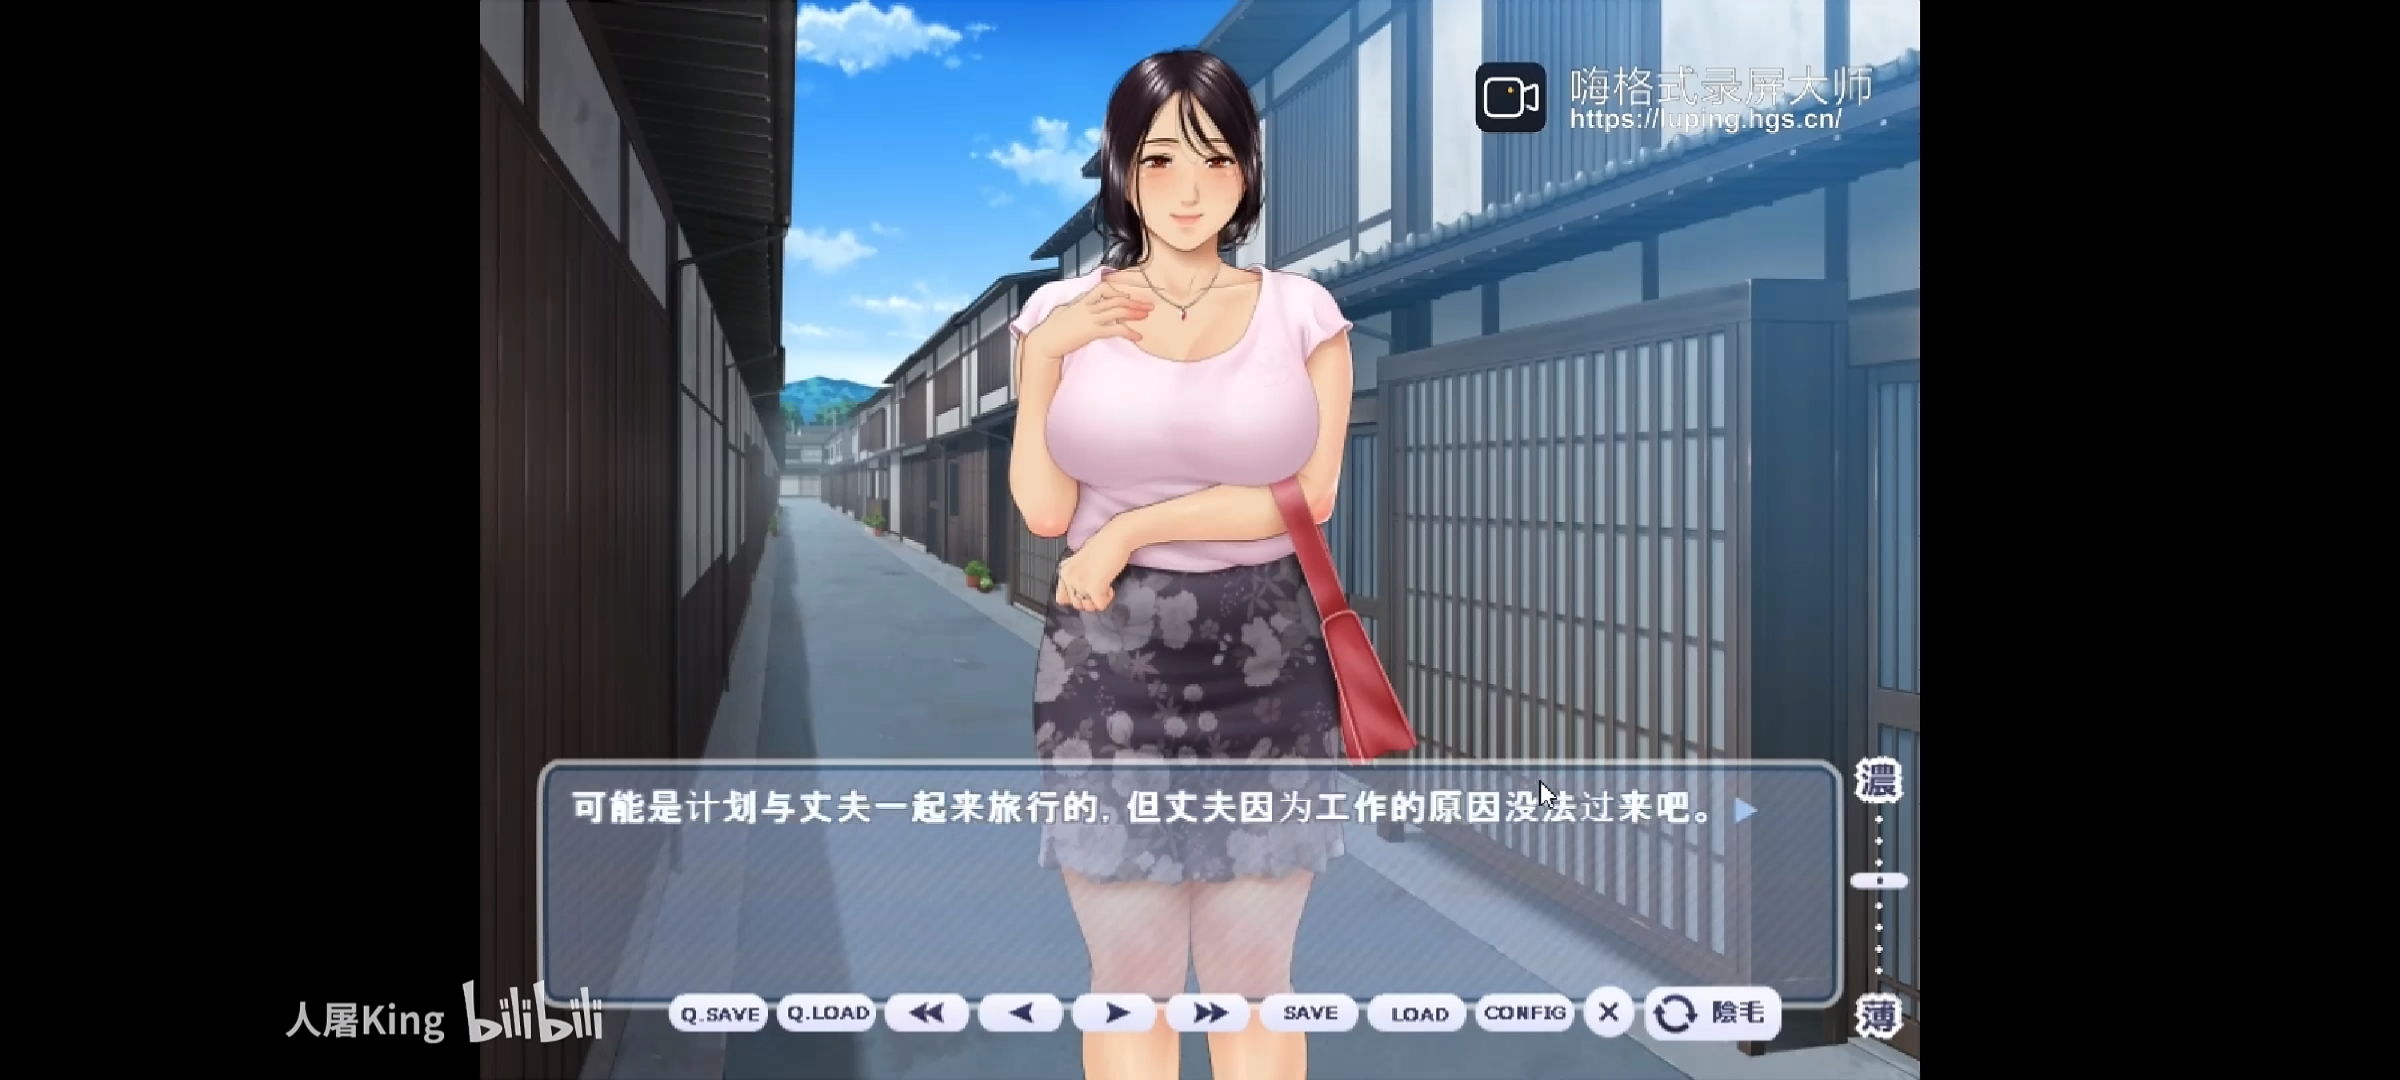 嗨格式录屏大师
https://luping.hgs.cn/
可能是计划与丈夫一起来旅行的，但丈夫因为工作的原因没法过来吧。
濃
薄
人屠King bilibili
Q.SAVE Q.LOAD SAVE LOAD CONFIG 陰毛